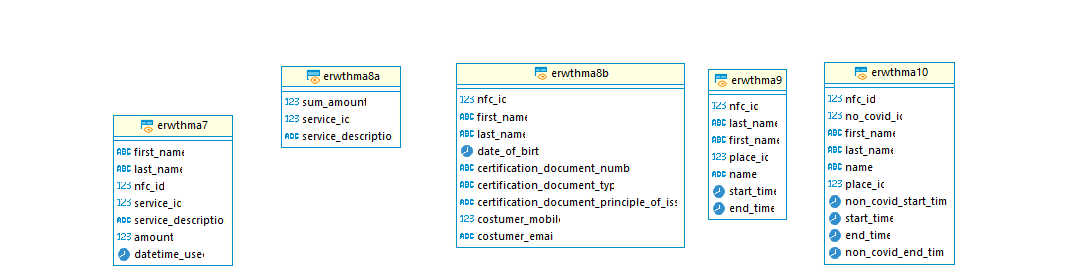 erwthma7
123 first_name
ABC last_name
123 nfc_id
123 service_ic
ABC service_descriptio
123 amount
datetime_used
erwthma8a
123 sum_amount
123 service_ic
ABC service_descriptio
erwthma8b
123 nfc_ic
ABC first_name
ABC last_name
date_of_birt
ABC certification_document_numb
ABC certification_document_typ
ABC certification_document_principle_of_iss
123 costumer_mobile
ABC costumer_emai
erwthma9
123 nfc_ic
ABC last_name
ABC first_name
123 place_ic
ABC name
start_time
end_time
erwthma10
123 nfc_id
123 no_covid_ic
ABC first_name
ABC last_name
ABC name
123 place_ic
non_covid_start_tim
start_time
end_time
non_covid_end_tim